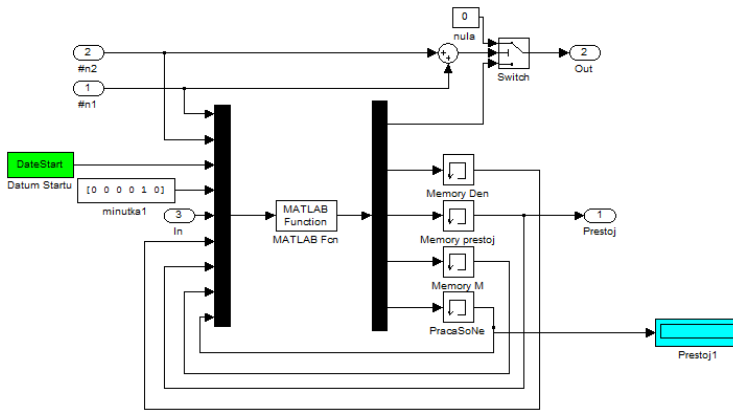 0
nula
2
#n2
+
+
Switch
2
Out
1
#n1
DateStart
Datum Startu
[0 0 0 0 1 0]
minutka1
3
In
MATLAB
Function
MATLAB Fcn
Memory Den
Memory prestoj
1
Prestoj
Memory M
PracaSoNe
Prestoj1